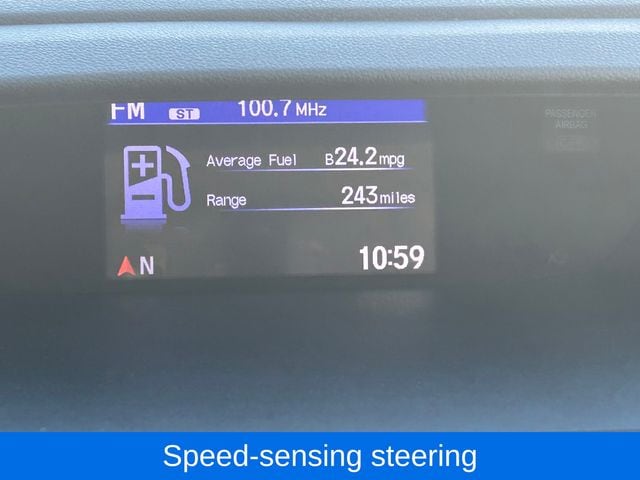 FM ST 100.7 MHz
PASSENGER
AIRBAG
Average Fuel B24.2mpg
Range 243miles
N 10:59
Speed-sensing steering